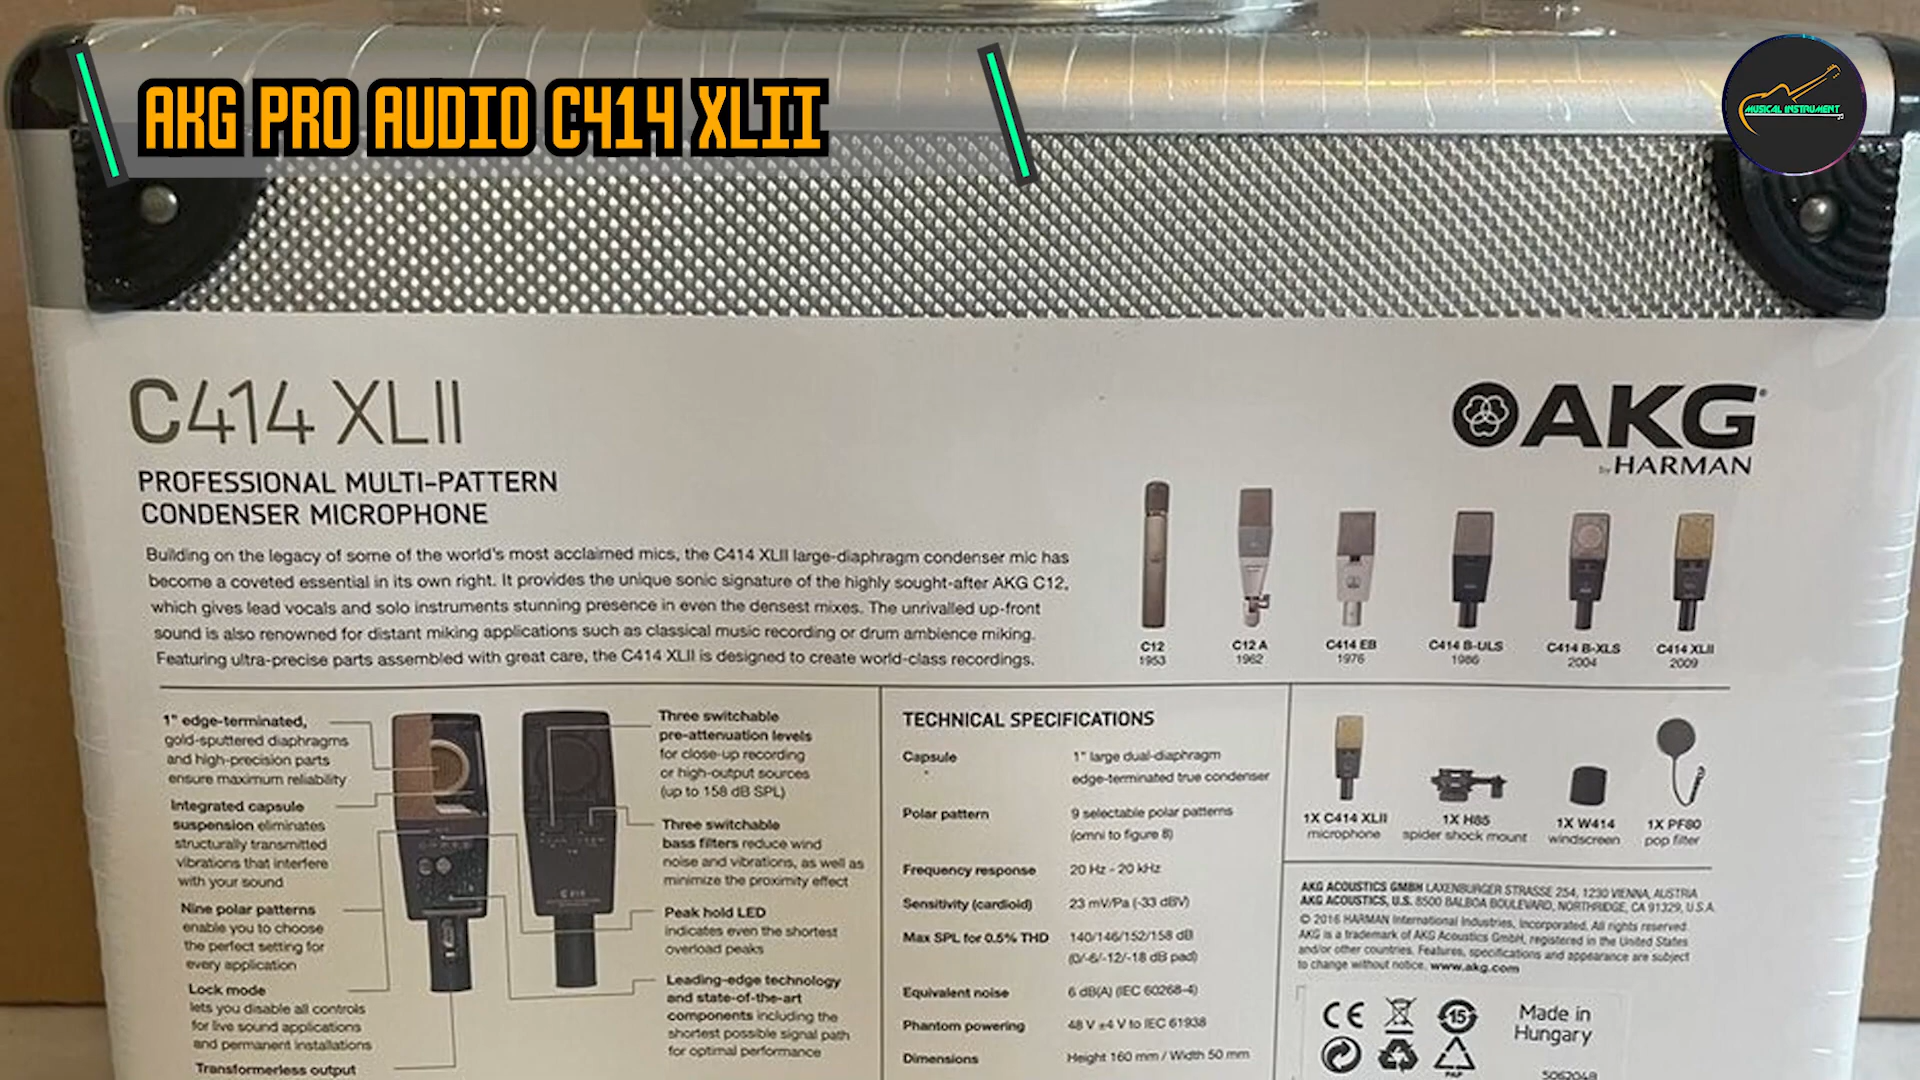 AKG PRO AUDIO C414 XLII
MUSICAL INSTRUMENT
C414 XLII
AKG
by HARMAN
PROFESSIONAL MULTI-PATTERN
CONDENSER MICROPHONE
Building on the legacy of some of the world's most acclaimed mics, the C414 XLII large-diaphragm condenser mic has
become a coveted essential in its own right. It provides the unique sonic signature of the highly sought-after AKG C12,
which gives lead vocals and solo instruments stunning presence in even the densest mixes. The unrivalled up-front
sound is also renowned for distant miking applications such as classical music recording or drum ambience miking.
Featuring ultra-precise parts assembled with great care, the C414 XLII is designed to create world-class recordings.
C12
1953
C12 A
1962
C414 EB
1976
C414 B-ULS
1986
C414 B-XLS
2004
C414 XLII
2009
1" edge-terminated,
gold-sputtered diaphragms
and high-precision parts
ensure maximum reliability
Integrated capsule
suspension eliminates
structurally transmitted
vibrations that interfere
with your sound
Nine polar patterns
enable you to choose
the perfect setting for
every application
Lock mode
lets you disable all controls
for live sound applications
and permanent installations
Transformerless output
Three switchable
pre-attenuation levels
for close-up recording
or high-output sources
(up to 158 dB SPL)
Three switchable
bass filters reduce wind
noise and vibrations, as well as
minimize the proximity effect
Peak hold LED
indicates even the shortest
overload peaks
Leading-edge technology
and state-of-the-art
components including the
shortest possible signal path
for optimal performance
TECHNICAL SPECIFICATIONS
Capsule 1" large dual-diaphragm
edge-terminated true condenser
Polar pattern 9 selectable polar patterns
(omni to figure 8)
Frequency response 20 Hz - 20 kHz
Sensitivity (cardioid) 23 mV/Pa (-33 dBV)
Max SPL for 0.5% THD 140/146/152/158 dB
(0/-6/-12/-18 dB pad)
Equivalent noise 6 dB(A) (IEC 60268-4)
Phantom powering 48 V ±4 V to IEC 61938
Dimensions Height 160 mm / Width 50 mm
1X C414 XLII
microphone
1X H85
spider shock mount
1X W414
windscreen
1X PF80
pop filter
AKG ACOUSTICS GMBH LAXENBURGER STRASSE 254, 1230 VIENNA, AUSTRIA
AKG ACOUSTICS, U.S. 8500 BALBOA BOULEVARD, NORTHRIDGE, CA 91329, U.S.A.
© 2016 HARMAN International Industries, Incorporated. All rights reserved.
AKG is a trademark of AKG Acoustics GmbH, registered in the United States
and/or other countries. Features, specifications and appearance are subject
to change without notice. www.akg.com
CE
15
PAP
Made in
Hungary